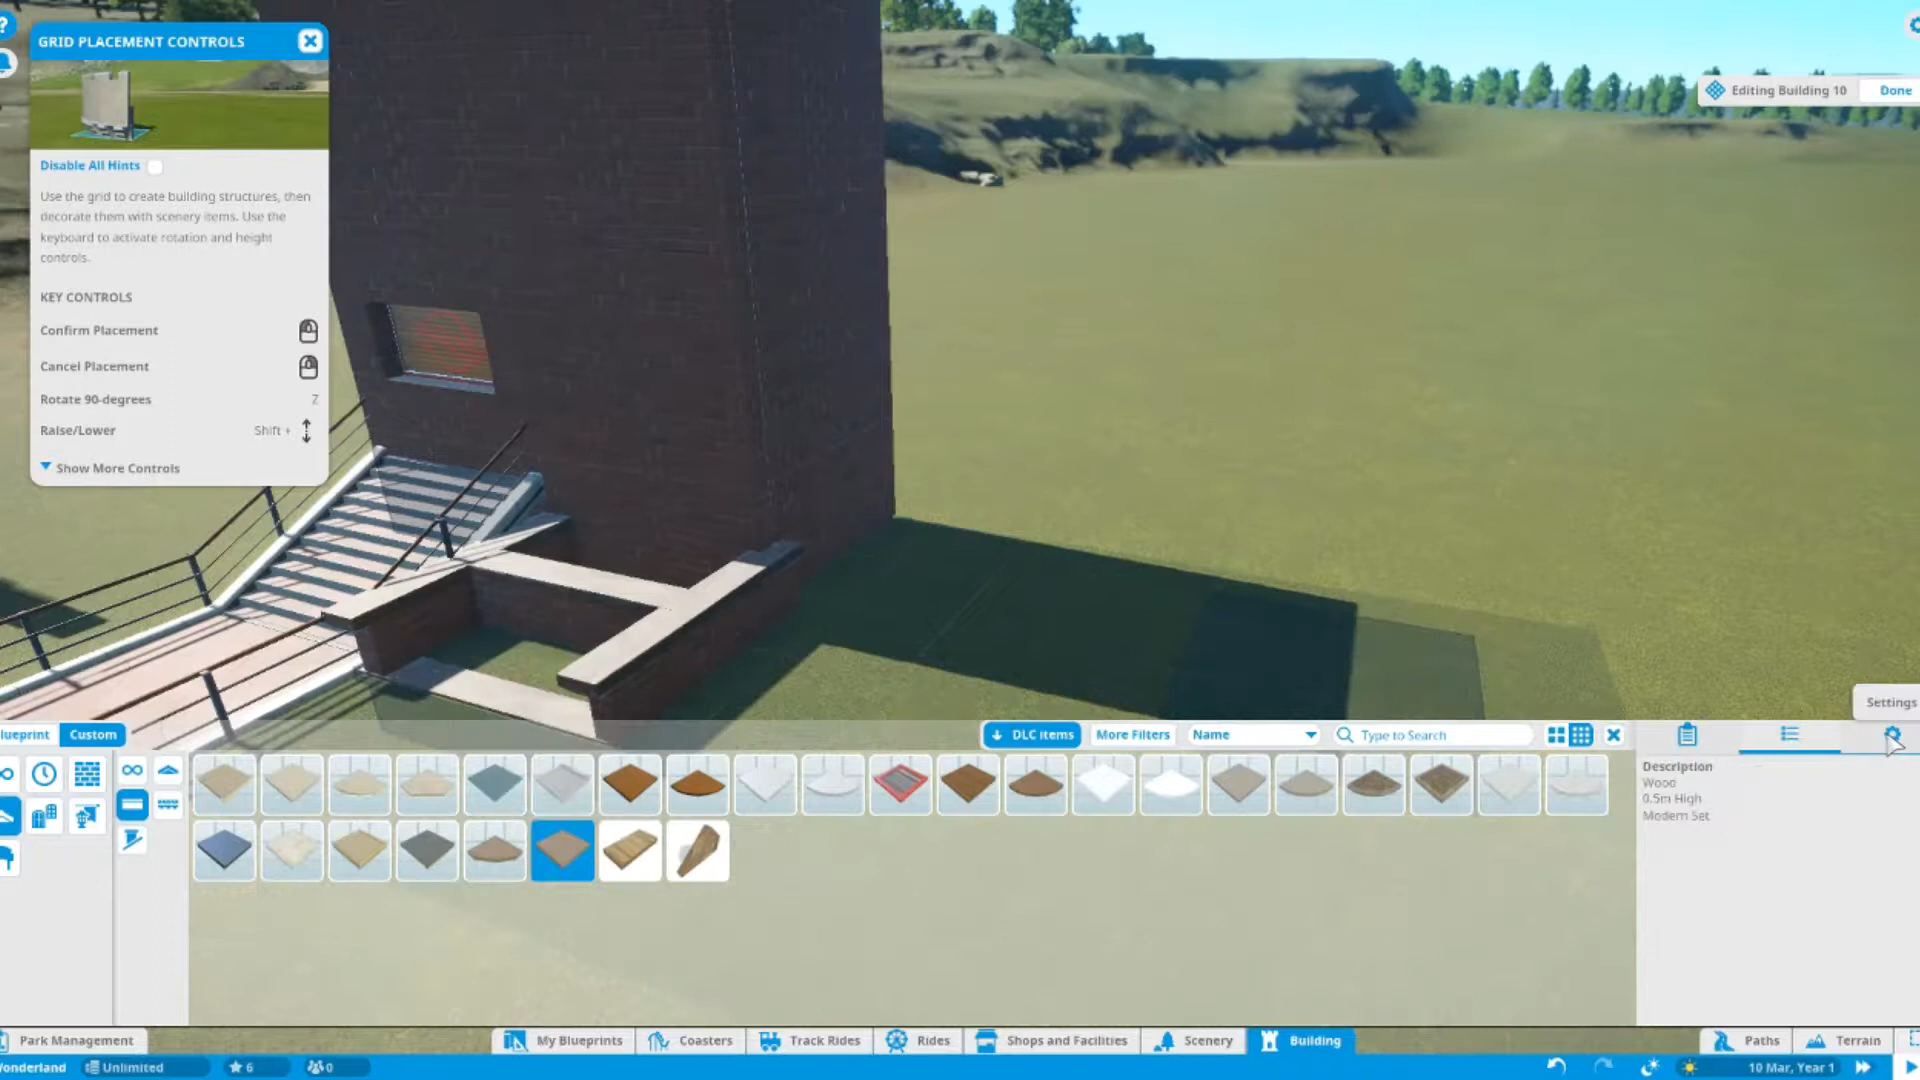 ?
GRID PLACEMENT CONTROLS
Disable All Hints
Use the grid to create building structures, then
decorate them with scenery items. Use the
keyboard to activate rotation and height
controls.
KEY CONTROLS
Confirm Placement
Cancel Placement
Rotate 90-degrees Z
Raise/Lower Shift +
Show More Controls
Editing Building 10 Done
Settings
lueprint Custom
DLC items More Filters Name Type to Search
Description
Wood
0.5m High
Modern Set
Park Management My Blueprints Coasters Track Rides Rides Shops and Facilities Scenery Building Paths Terrain
onderland Unlimited 6 0 10 Mar, Year 1